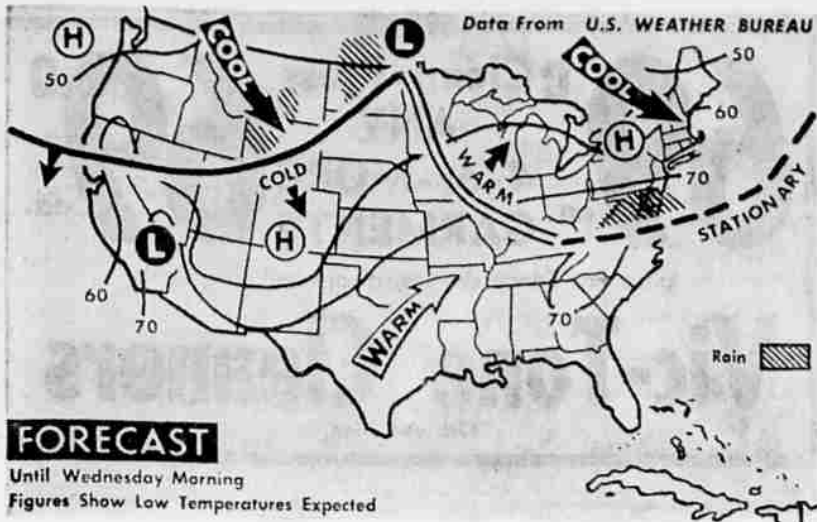 Data From U.S. WEATHER BUREAU
H
COOL
L
COOL
50
50
60
H
WARM
70
COLD
STATIONARY
L
H
60
70
WARM
70
Rain
FORECAST
Until Wednesday Morning
Figures Show Low Temperatures Expected